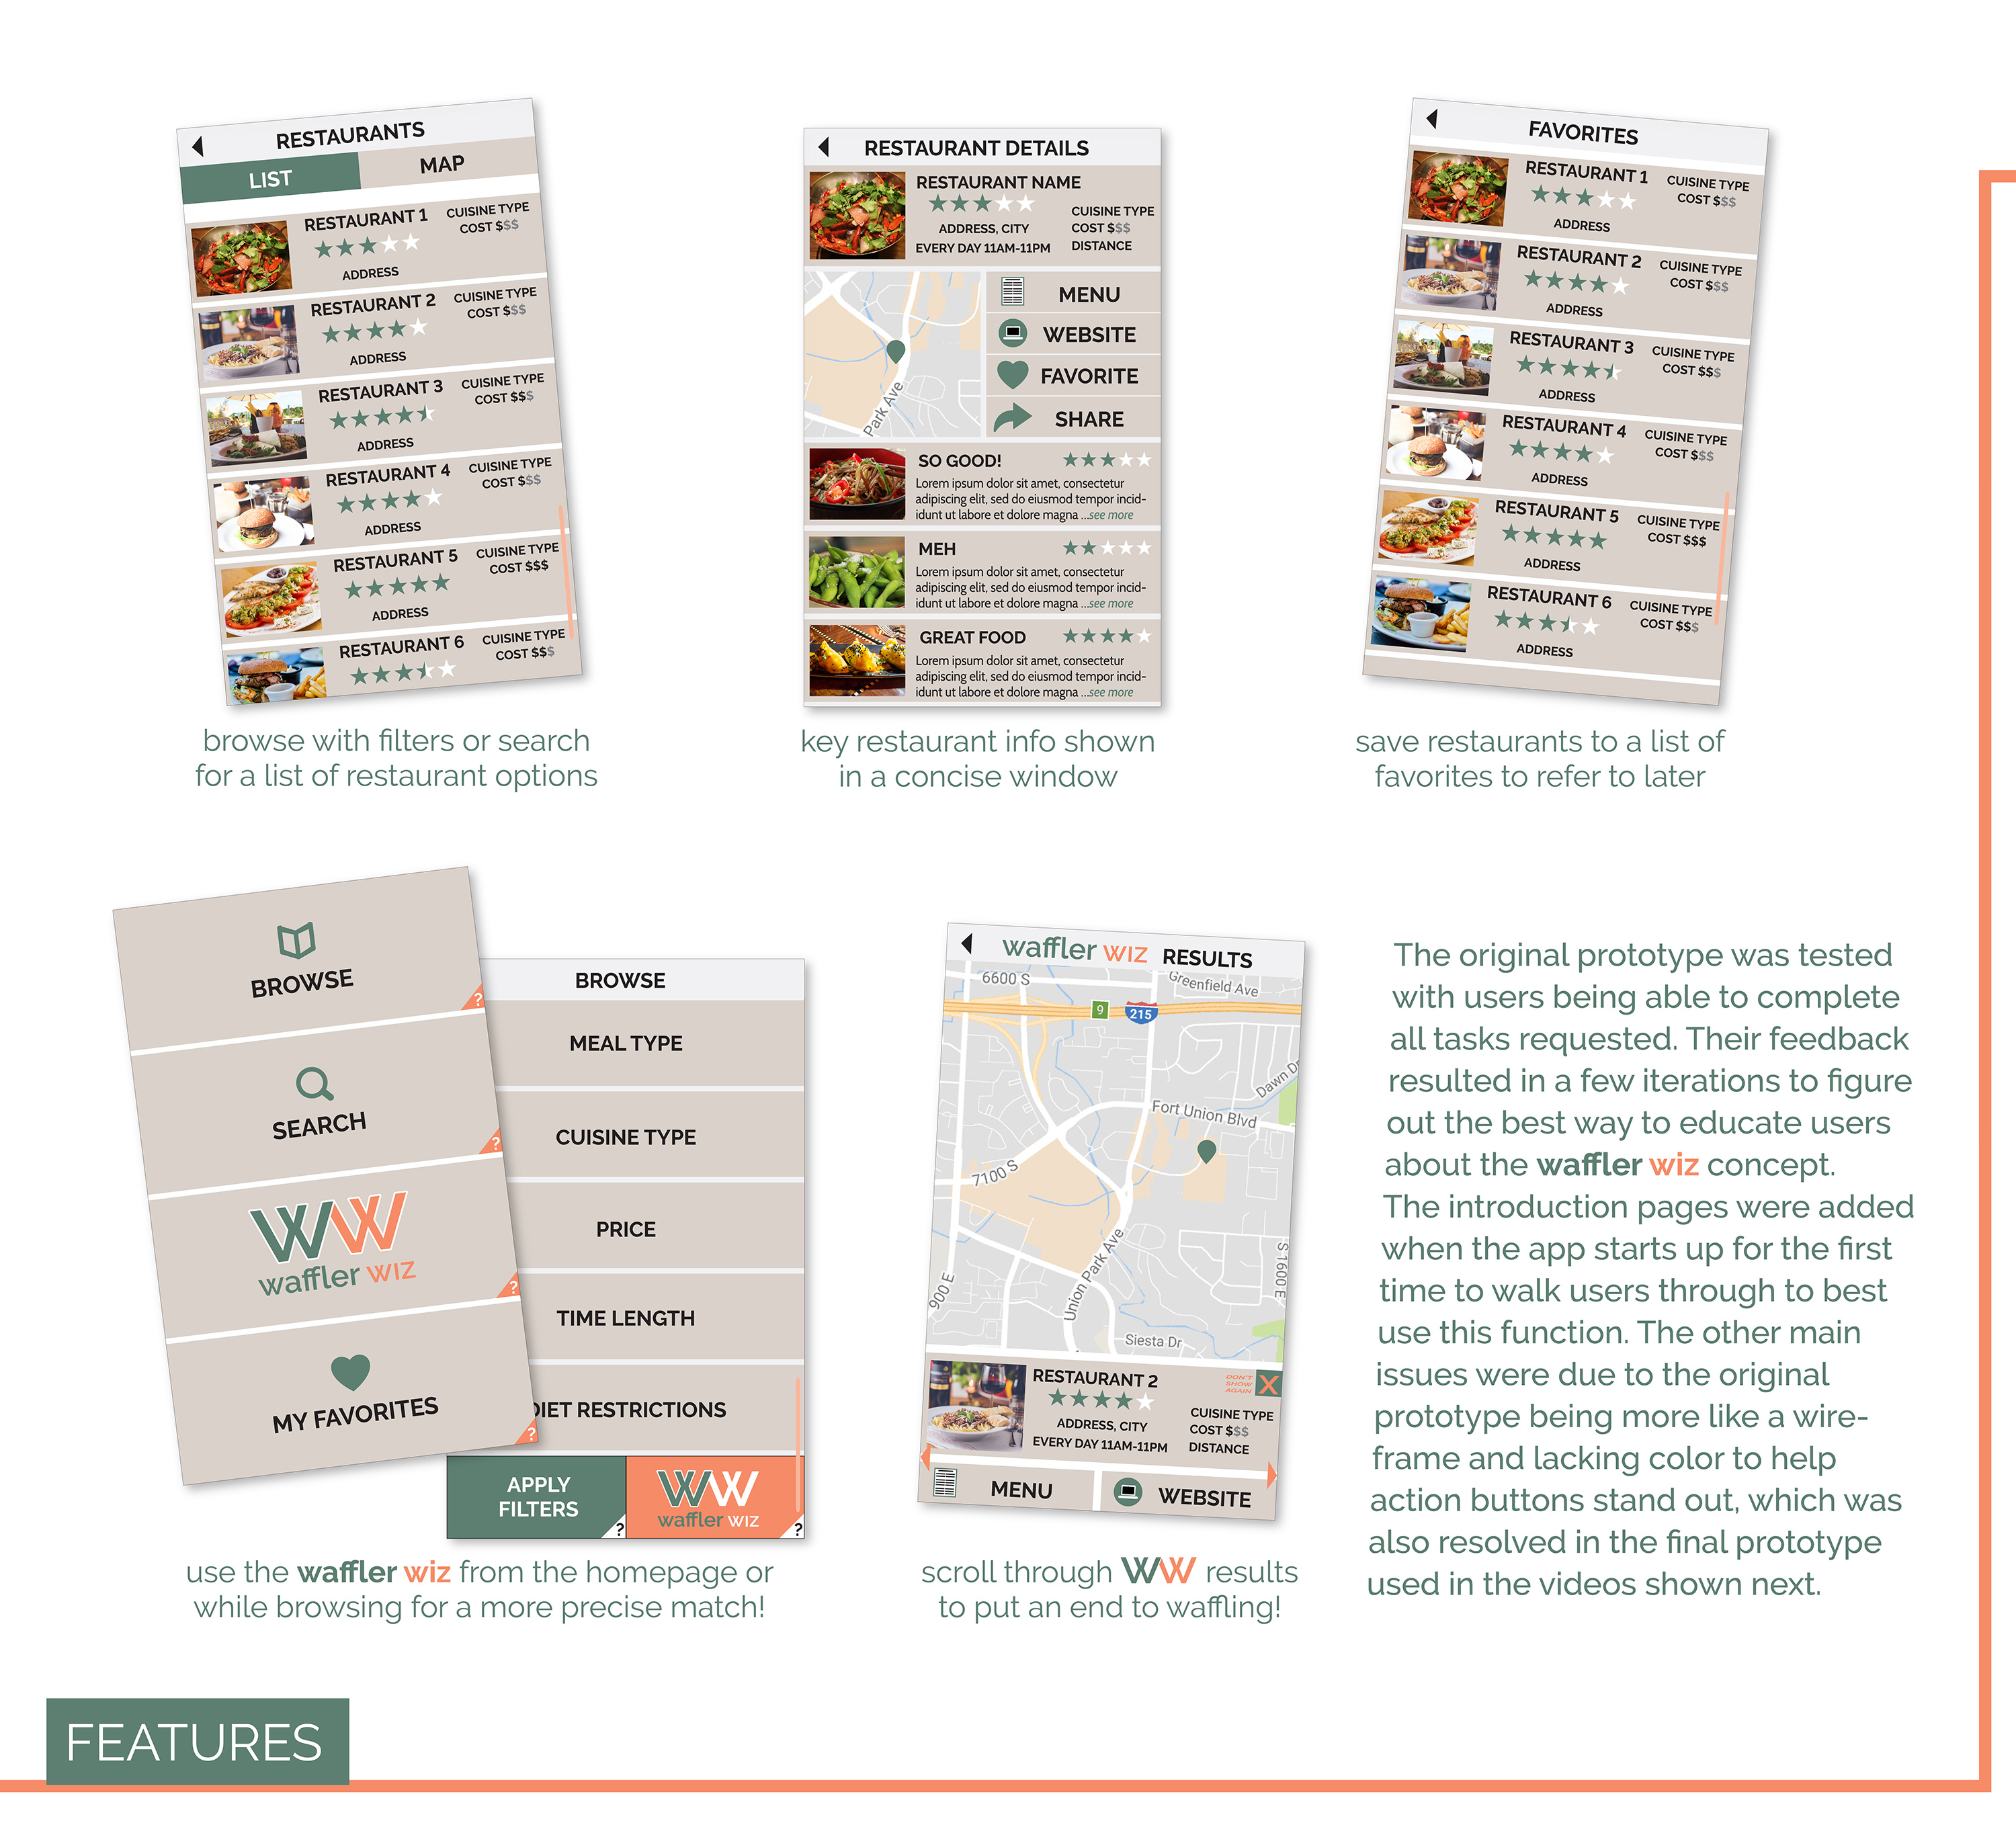 RESTAURANTS
LIST
MAP
RESTAURANT 1
CUISINE TYPE
COST $$$
ADDRESS
RESTAURANT 2
CUISINE TYPE
COST $$$
ADDRESS
RESTAURANT 3
CUISINE TYPE
COST $$$
ADDRESS
RESTAURANT 4
CUISINE TYPE
COST $$$
ADDRESS
RESTAURANT 5
CUISINE TYPE
COST $$$
ADDRESS
RESTAURANT 6
CUISINE TYPE
COST $$$
browse with filters or search
for a list of restaurant options
RESTAURANT DETAILS
RESTAURANT NAME
ADDRESS, CITY
EVERY DAY 11AM-11PM
CUISINE TYPE
COST $$$
DISTANCE
Park Ave
MENU
WEBSITE
FAVORITE
SHARE
SO GOOD!
Lorem ipsum dolor sit amet, consectetur
adipiscing elit, sed do eiusmod tempor incid-
idunt ut labore et dolore magna ...see more
MEH
Lorem ipsum dolor sit amet, consectetur
adipiscing elit, sed do eiusmod tempor incid-
idunt ut labore et dolore magna ...see more
GREAT FOOD
Lorem ipsum dolor sit amet, consectetur
adipiscing elit, sed do eiusmod tempor incid-
idunt ut labore et dolore magna ...see more
key restaurant info shown
in a concise window
FAVORITES
RESTAURANT 1
CUISINE TYPE
COST $$$
ADDRESS
RESTAURANT 2
CUISINE TYPE
COST $$$
ADDRESS
RESTAURANT 3
CUISINE TYPE
COST $$$
ADDRESS
RESTAURANT 4
CUISINE TYPE
COST $$$
ADDRESS
RESTAURANT 5
CUISINE TYPE
COST $$$
ADDRESS
RESTAURANT 6
CUISINE TYPE
COST $$$
ADDRESS
save restaurants to a list of
favorites to refer to later
BROWSE
?
SEARCH
?
WW
waffler wiz
?
MY FAVORITES
?
BROWSE
MEAL TYPE
CUISINE TYPE
PRICE
TIME LENGTH
DIET RESTRICTIONS
APPLY
FILTERS
?
WW
waffler wiz
?
use the waffler wiz from the homepage or
while browsing for a more precise match!
waffler wiz RESULTS
6600 S
Greenfield Ave
9
215
Dawn Dr
Fort Union Blvd
7100 S
Union Park Ave
900 E
S 1600 E
Siesta Dr
RESTAURANT 2
DON'T
SHOW
AGAIN
X
ADDRESS, CITY
EVERY DAY 11AM-11PM
CUISINE TYPE
COST $$$
DISTANCE
MENU
WEBSITE
scroll through WW results
to put an end to waffling!
The original prototype was tested
with users being able to complete
all tasks requested. Their feedback
resulted in a few iterations to figure
out the best way to educate users
about the waffler wiz concept.
The introduction pages were added
when the app starts up for the first
time to walk users through to best
use this function. The other main
issues were due to the original
prototype being more like a wire-
frame and lacking color to help
action buttons stand out, which was
also resolved in the final prototype
used in the videos shown next.
FEATURES